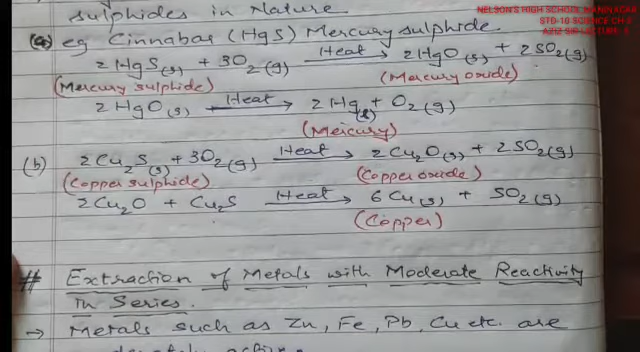 sulphides in Nature
NELSON'S HIGH SCHOOL, MANINAGAR
STD-10 SCIENCE CH 3
(a) eg Cinnabar (HgS) Mercury sulphide.
2HgS(s) + 3O2(g) Heat → 2HgO(s) + 2SO2(g)
(Mercury sulphide) (Mercury oxide)
2HgO(s) Heat → 2Hg(l) + O2(g)
(Mercury)
(b) 2Cu2S(s) + 3O2(g) Heat → 2Cu2O(s) + 2SO2(g)
(Copper sulphide) (Copper oxide)
2Cu2O + Cu2S Heat → 6Cu(s) + SO2(g)
(Copper)
# Extraction of Metals with Moderate Reactivity
in Series.
→ Metals such as Zn, Fe, Pb, Cu etc. are